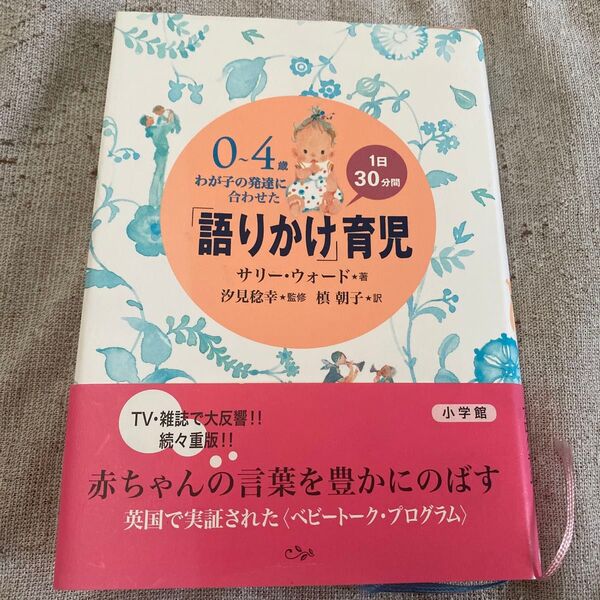 0~4歳
わが子の発達に
合わせた
1日
30分間
「語りかけ」育児
サリー・ウォード★著
汐見稔幸★監修 槙 朝子★訳
小学館
TV・雑誌で大反響!!
続々重版!!
赤ちゃんの言葉を豊かにのばす
英国で実証された〈ベビートーク・プログラム〉